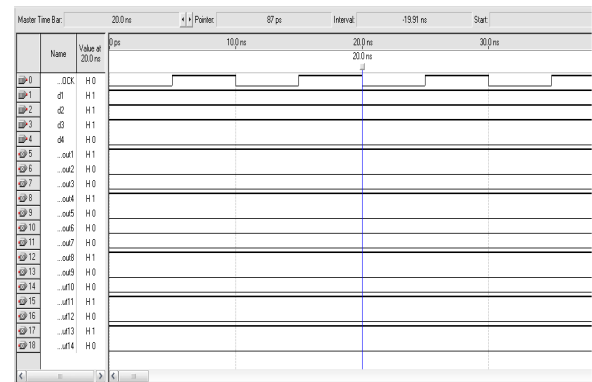 Master Time Bar: 20.0 ns Pointer: 87 ps Interval: -19.91 ns Start:
Name Value at 20.0 ns 0 ps 10.0 ns 20.0 ns 30.0 ns
20.0 ns
0 ...OCK H 0
1 d1 H 1
2 d2 H 1
3 d3 H 1
4 d4 H 0
5 ...out1 H 1
6 ...out2 H 0
7 ...out3 H 0
8 ...out4 H 1
9 ...out5 H 0
10 ...out6 H 0
11 ...out7 H 0
12 ...out8 H 1
13 ...out9 H 0
14 ...ut10 H 0
15 ...ut11 H 1
16 ...ut12 H 0
17 ...ut13 H 1
18 ...ut14 H 0